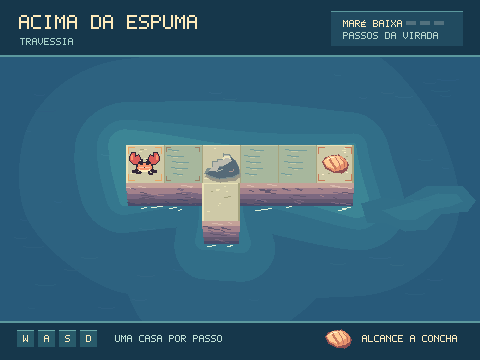 ACIMA DA ESPUMA
TRAVESSIA
MARÉ BAIXA
PASSOS DA VIRADA
W A S D UMA CASA POR PASSO
ALCANCE A CONCHA